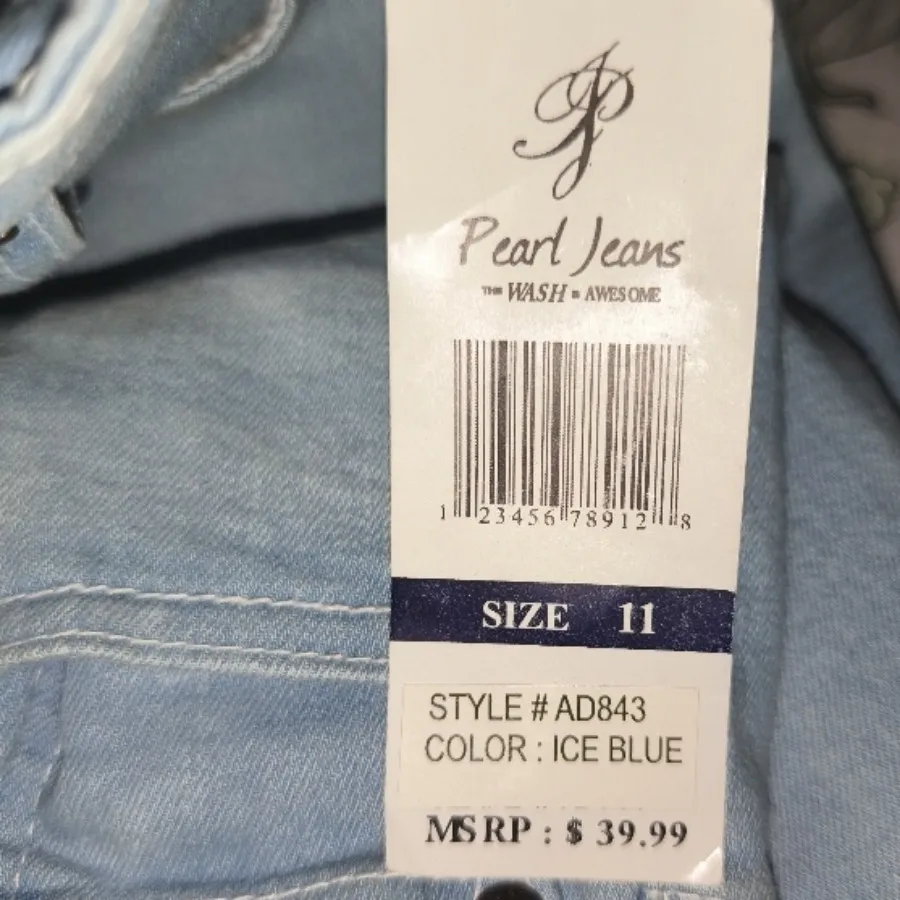 PJ
Pearl Jeans
THE WASH IS AWESOME
1 23456 78912 8
SIZE 11
STYLE # AD843
COLOR : ICE BLUE
MSRP : $ 39.99